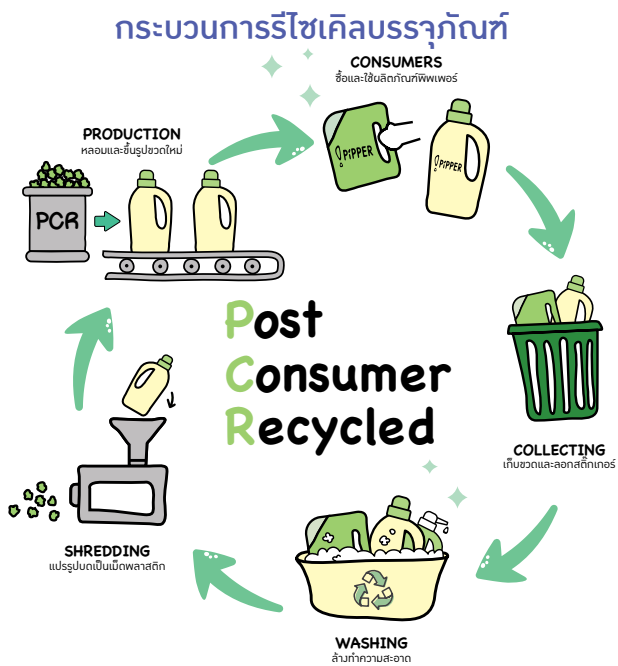 กระบวนการรีไซเคิลบรรจุภัณฑ์
CONSUMERS
ซื้อและใช้ผลิตภัณฑ์พิพเพอร์
PiPPER
PiPPER
PRODUCTION
หลอมและขึ้นรูปขวดใหม่
PCR
Post
Consumer
Recycled
COLLECTING
เก็บขวดและลอกสติ๊กเกอร์
SHREDDING
แปรรูปบดเป็นเม็ดพลาสติก
WASHING
ล้างทำความสะอาด